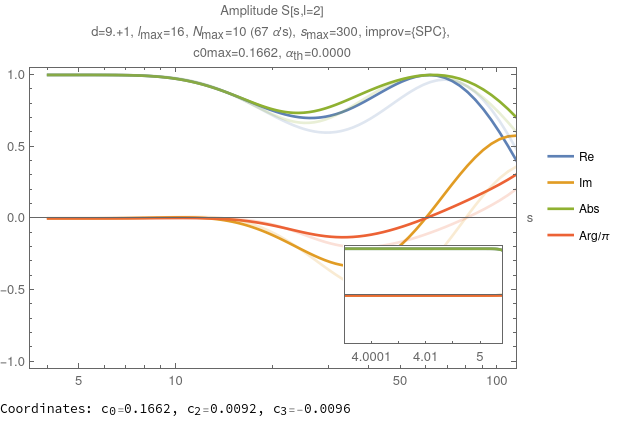 Amplitude S[s,l=2]
d=9.+1, lmax=16, Nmax=10 (67 α's), smax=300, improv={SPC},
c0max=0.1662, αth=0.0000
1.0
0.5
0.0
−0.5
−1.0
5 10 50 100
s
4.0001 4.01 5
Re
Im
Abs
Arg/π
Coordinates: c0=0.1662, c2=0.0092, c3=-0.0096